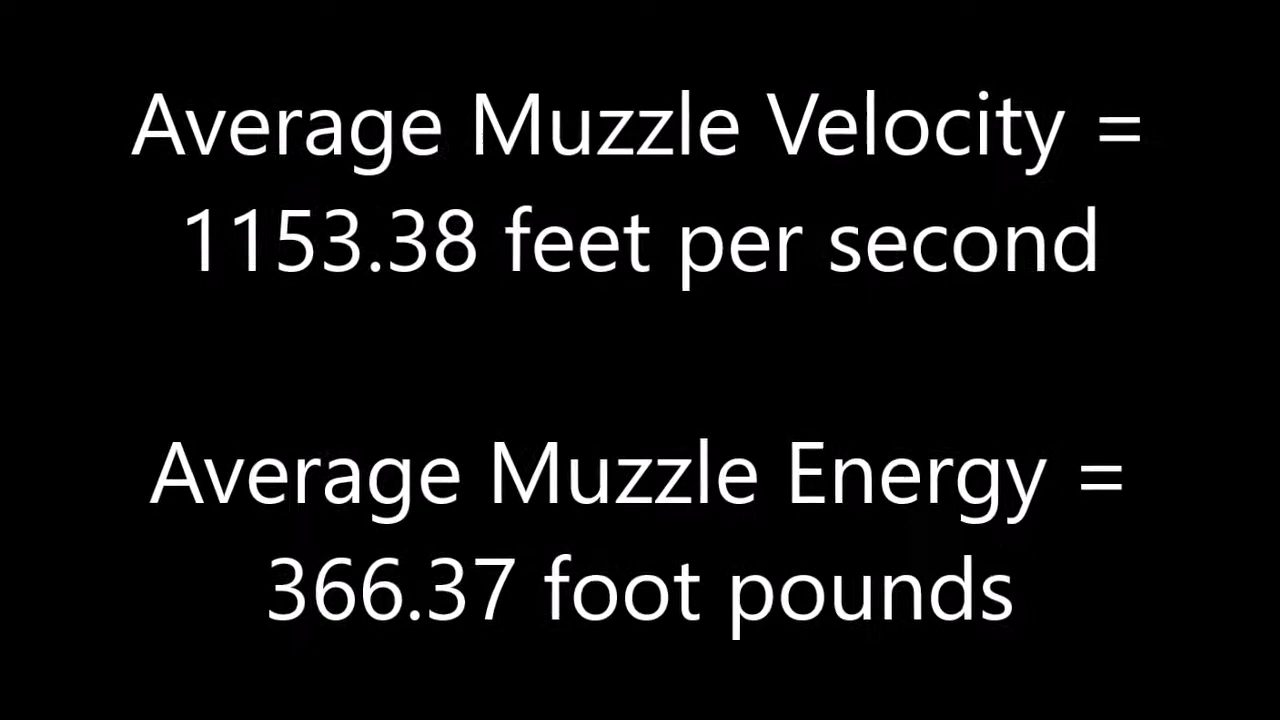 Average Muzzle Velocity =
1153.38 feet per second
Average Muzzle Energy =
366.37 foot pounds